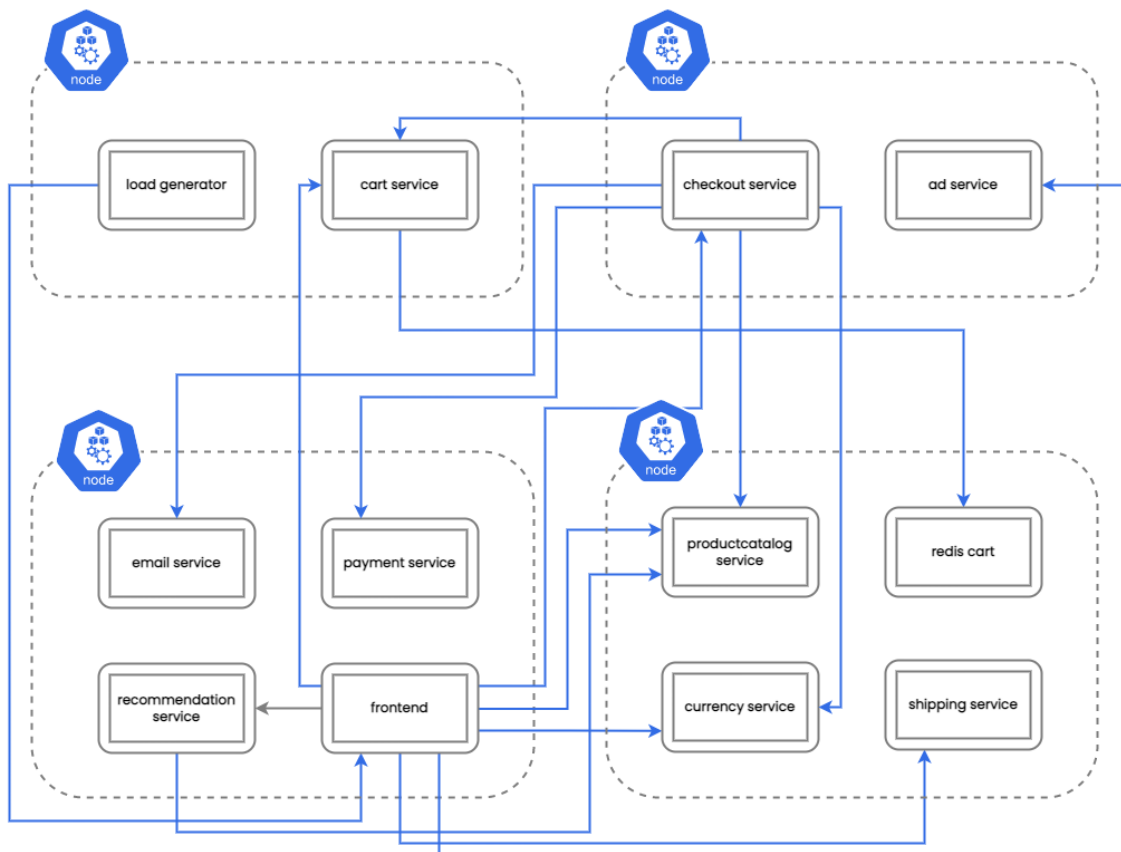 node
node
load generator
cart service
checkout service
ad service
node
node
email service
payment service
productcatalog
service
redis cart
recommendation
service
frontend
currency service
shipping service